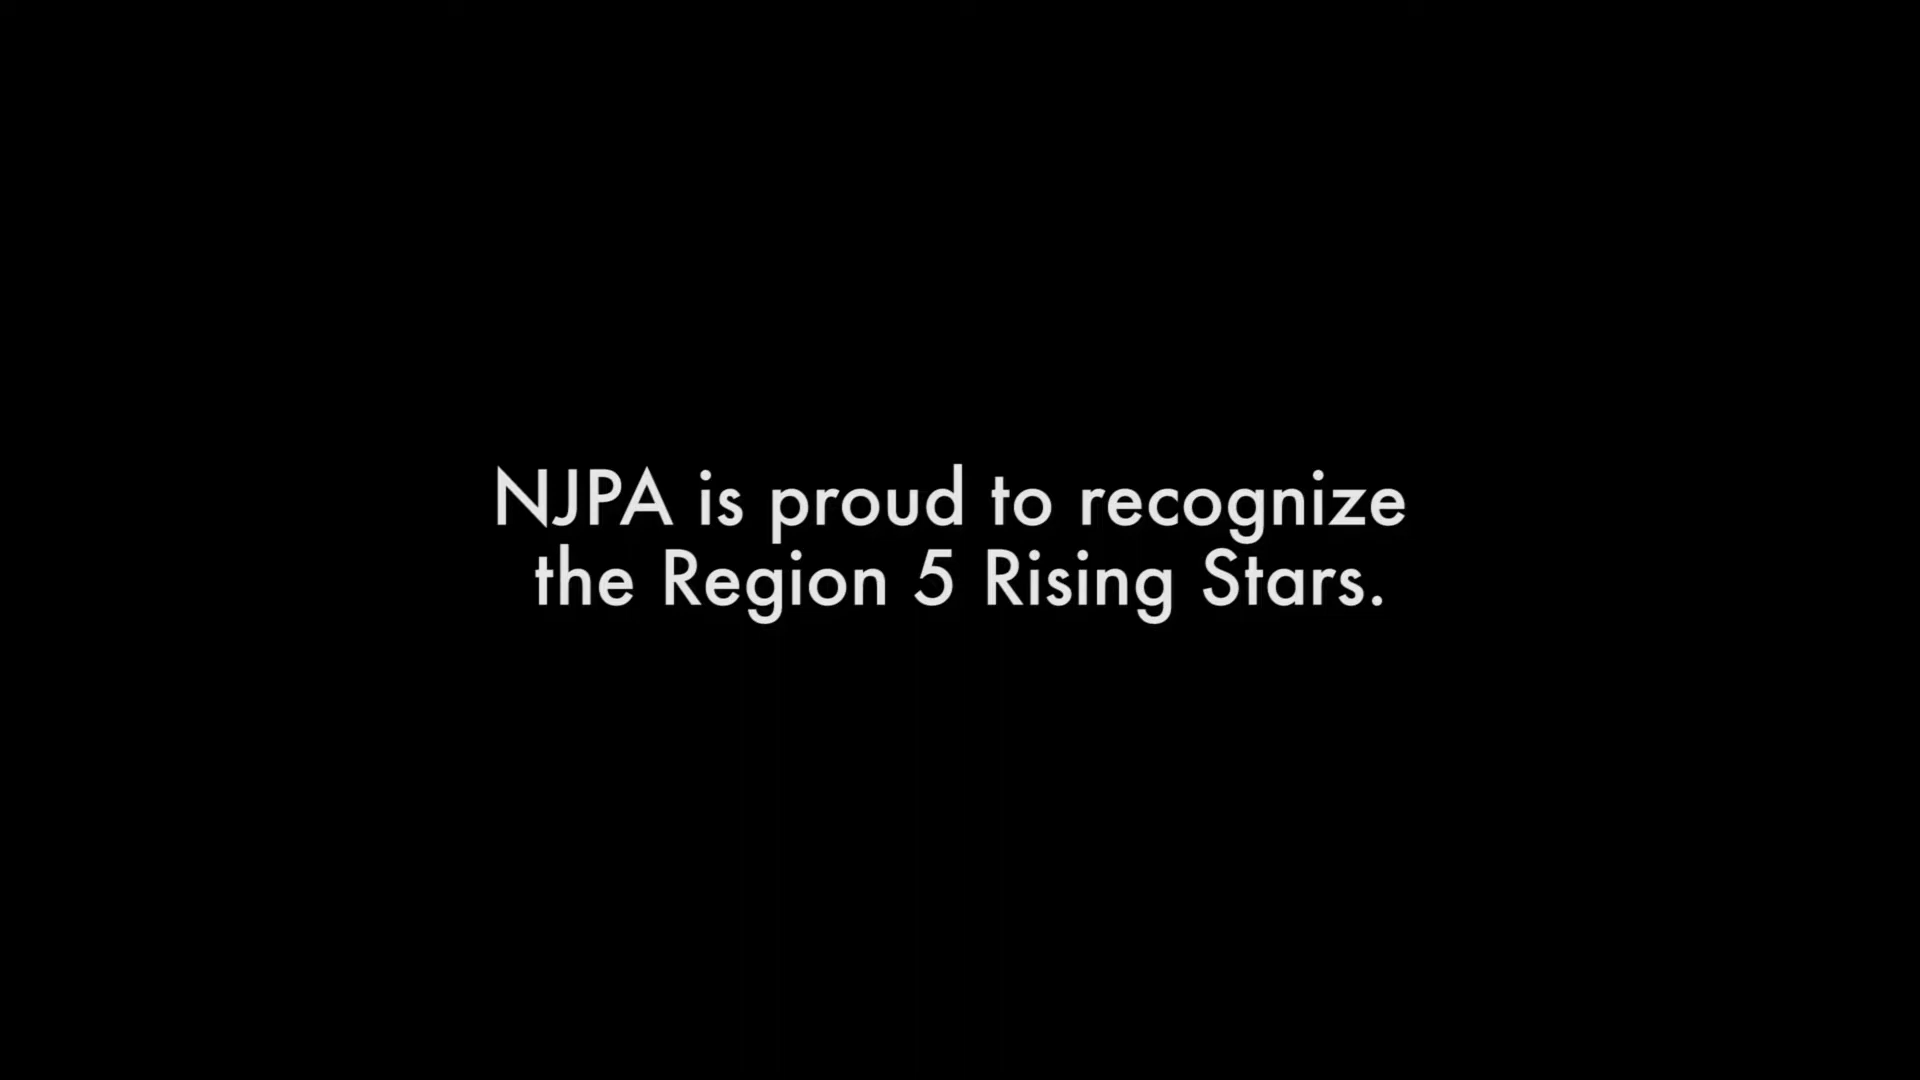 NJPA is proud to recognize
the Region 5 Rising Stars.